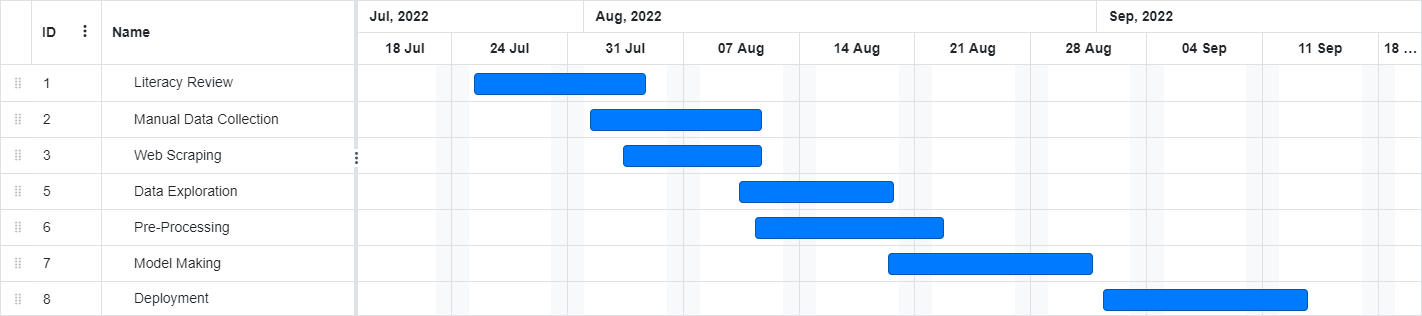 Jul, 2022 Aug, 2022 Sep, 2022
ID Name
18 Jul 24 Jul 31 Jul 07 Aug 14 Aug 21 Aug 28 Aug 04 Sep 11 Sep 18 ...
1 Literacy Review
2 Manual Data Collection
3 Web Scraping
5 Data Exploration
6 Pre-Processing
7 Model Making
8 Deployment